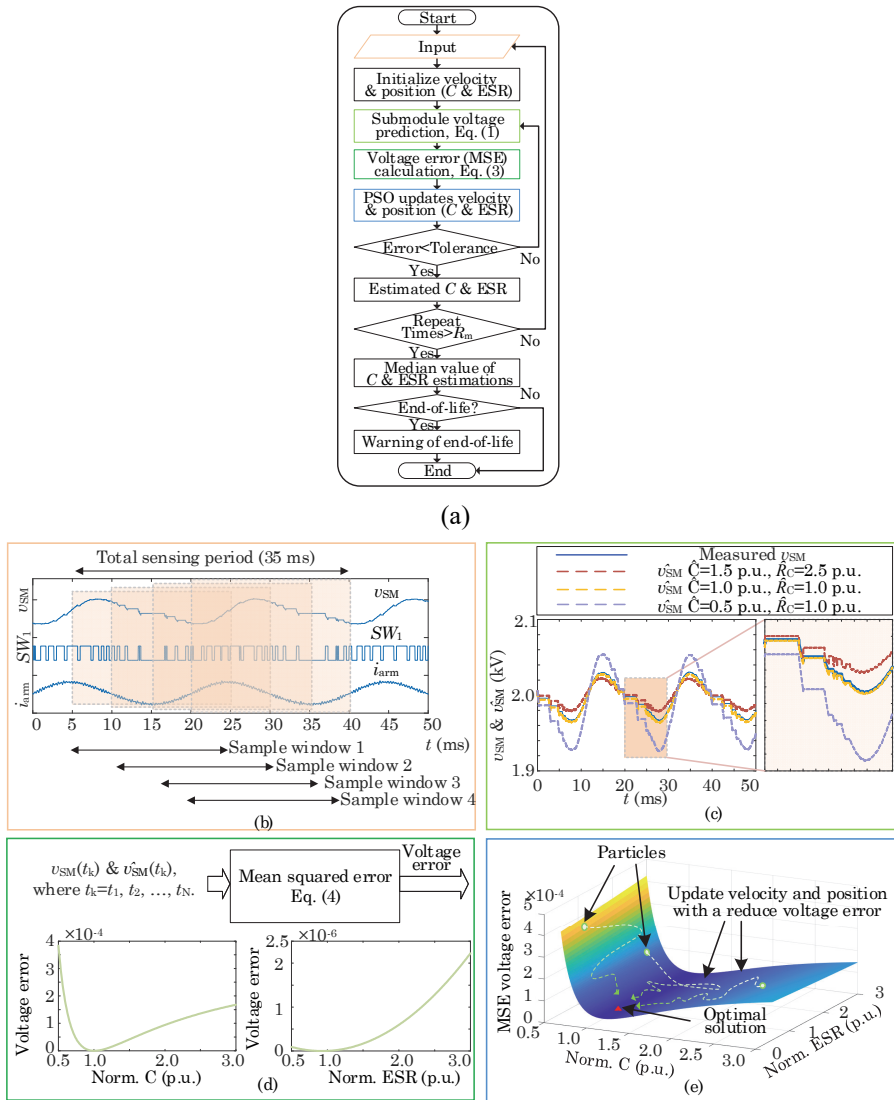 Start
Input
Initialize velocity
& position (C & ESR)
Submodule voltage
prediction, Eq. (1)
Voltage error (MSE)
calculation, Eq. (3)
PSO updates velocity
& position (C & ESR)
Error<Tolerance
No
Yes
Estimated C & ESR
Repeat
Times>Rm
No
Yes
Median value of
C & ESR estimations
No
End-of-life?
Yes
Warning of end-of-life
End
(a)
Total sensing period (35 ms)
vSM
vSM
SW1
SW1
iarm
iarm
0 5 10 15 20 25 30 35 40 45 50
t (ms)
Sample window 1
Sample window 2
Sample window 3
Sample window 4
(b)
Measured vSM
v̂SM Ĉ=1.5 p.u., R̂C=2.5 p.u.
v̂SM Ĉ=1.0 p.u., R̂C=1.0 p.u.
v̂SM Ĉ=0.5 p.u., R̂C=1.0 p.u.
2.1
2.0
1.9
vSM & v̂SM (kV)
0 10 20 30 40 50
t (ms)
(c)
vSM(tk) & v̂SM(tk),
where tk=t1, t2, ..., tN.
Mean squared error
Eq. (4)
Voltage
error
×10-4
4
3
2
1
0
Voltage error
0.5 1.0 2.0 3.0
Norm. C (p.u.)
×10-6
2.5
2
1.5
1
0.5
0
Voltage error
0.5 1.0 2.0 3.0
Norm. ESR (p.u.)
(d)
Particles
Update velocity and position
with a reduce voltage error
×10-4
5
4
3
2
1
0
MSE voltage error
Optimal
solution
0.5 1.0 1.5 2.0 2.5 3.0
Norm. C (p.u.)
0 1 2 3
Norm. ESR (p.u.)
(e)